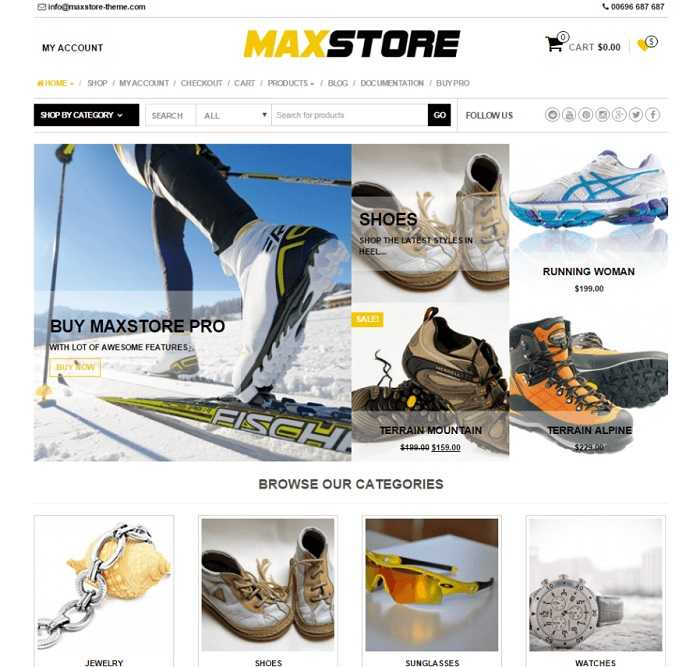 info@maxstore-theme.com
00696 687 687
MY ACCOUNT
MAXSTORE
0
CART $0.00
5
HOME / SHOP / MY ACCOUNT / CHECKOUT / CART / PRODUCTS / BLOG / DOCUMENTATION / BUY PRO
SHOP BY CATEGORY
SEARCH
ALL
Search for products
GO
FOLLOW US
BUY MAXSTORE PRO
WITH LOT OF AWESOME FEATURES.
BUY NOW
FISCHE
SHOES
SHOP THE LATEST STYLES IN
HEEL...
RUNNING WOMAN
$199.00
SALE!
MERRELL
TERRAIN MOUNTAIN
$199.00 $159.00
TERRAIN ALPINE
$229.00
BROWSE OUR CATEGORIES
JEWELRY
SHOES
SUNGLASSES
WATCHES